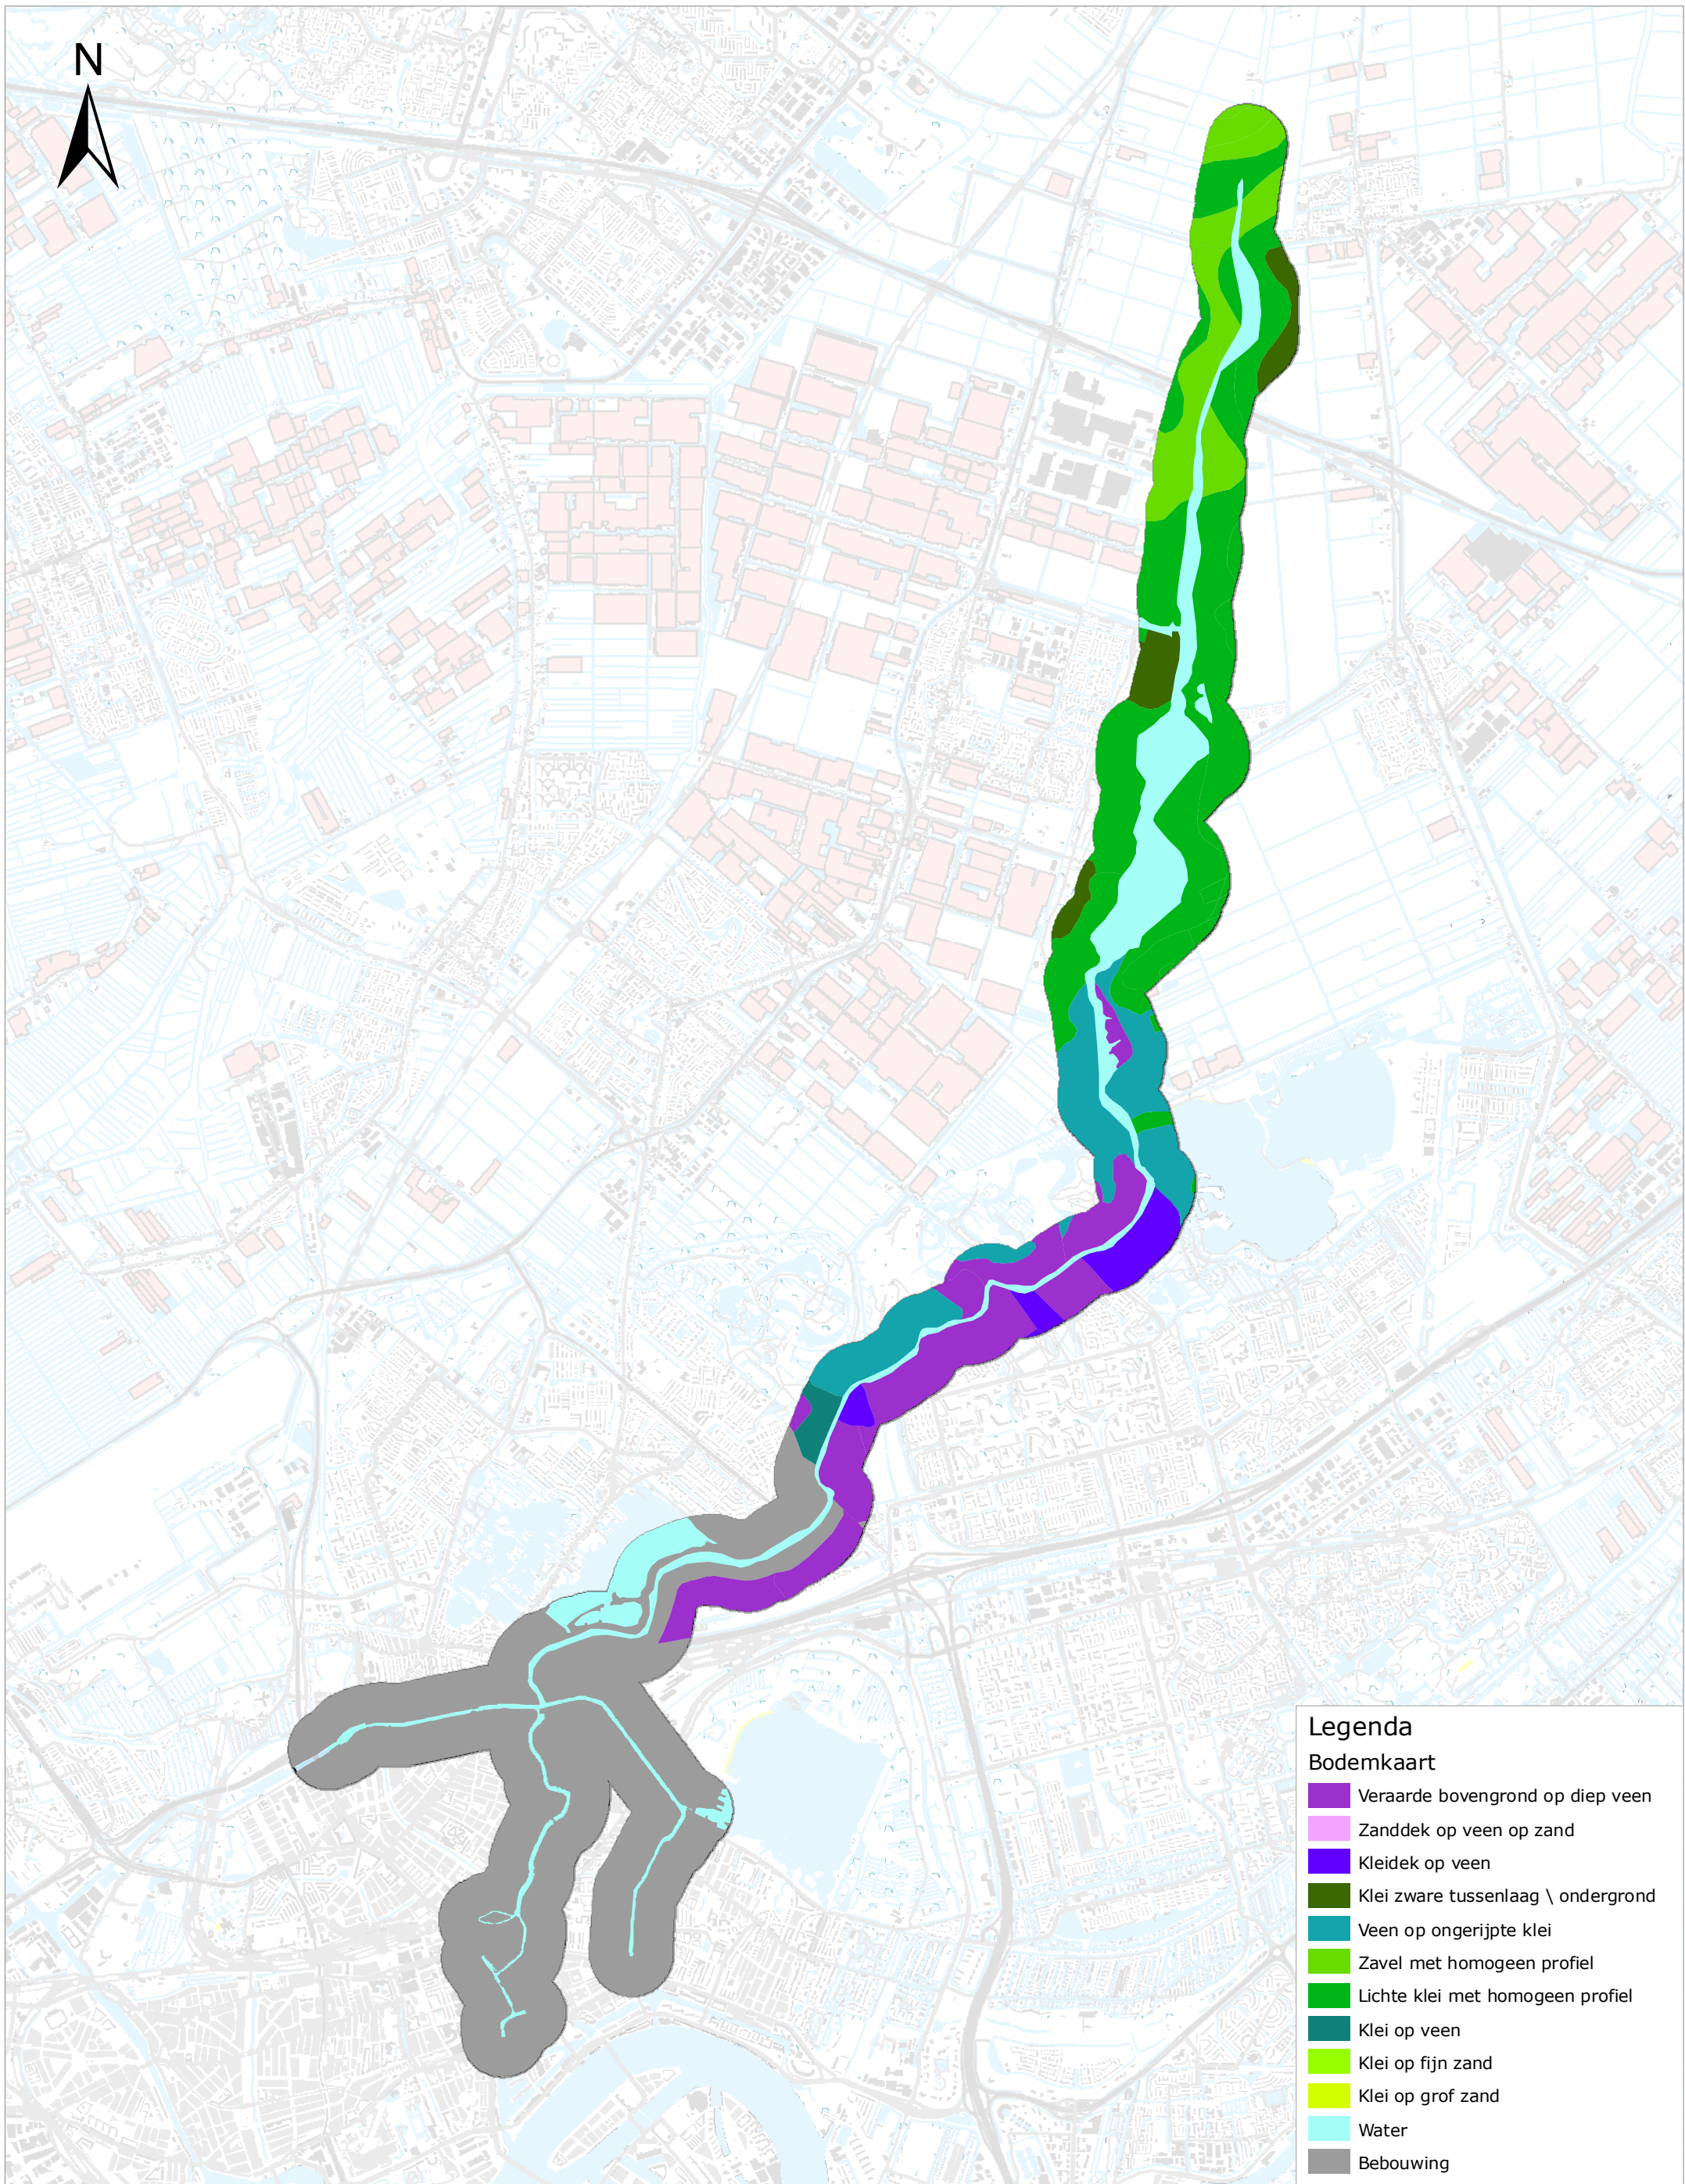 N
Legenda
Bodemkaart
Veraarde bovengrond op diep veen
Zanddek op veen op zand
Kleidek op veen
Klei zware tussenlaag \ ondergrond
Veen op ongerijpte klei
Zavel met homogeen profiel
Lichte klei met homogeen profiel
Klei op veen
Klei op fijn zand
Klei op grof zand
Water
Bebouwing